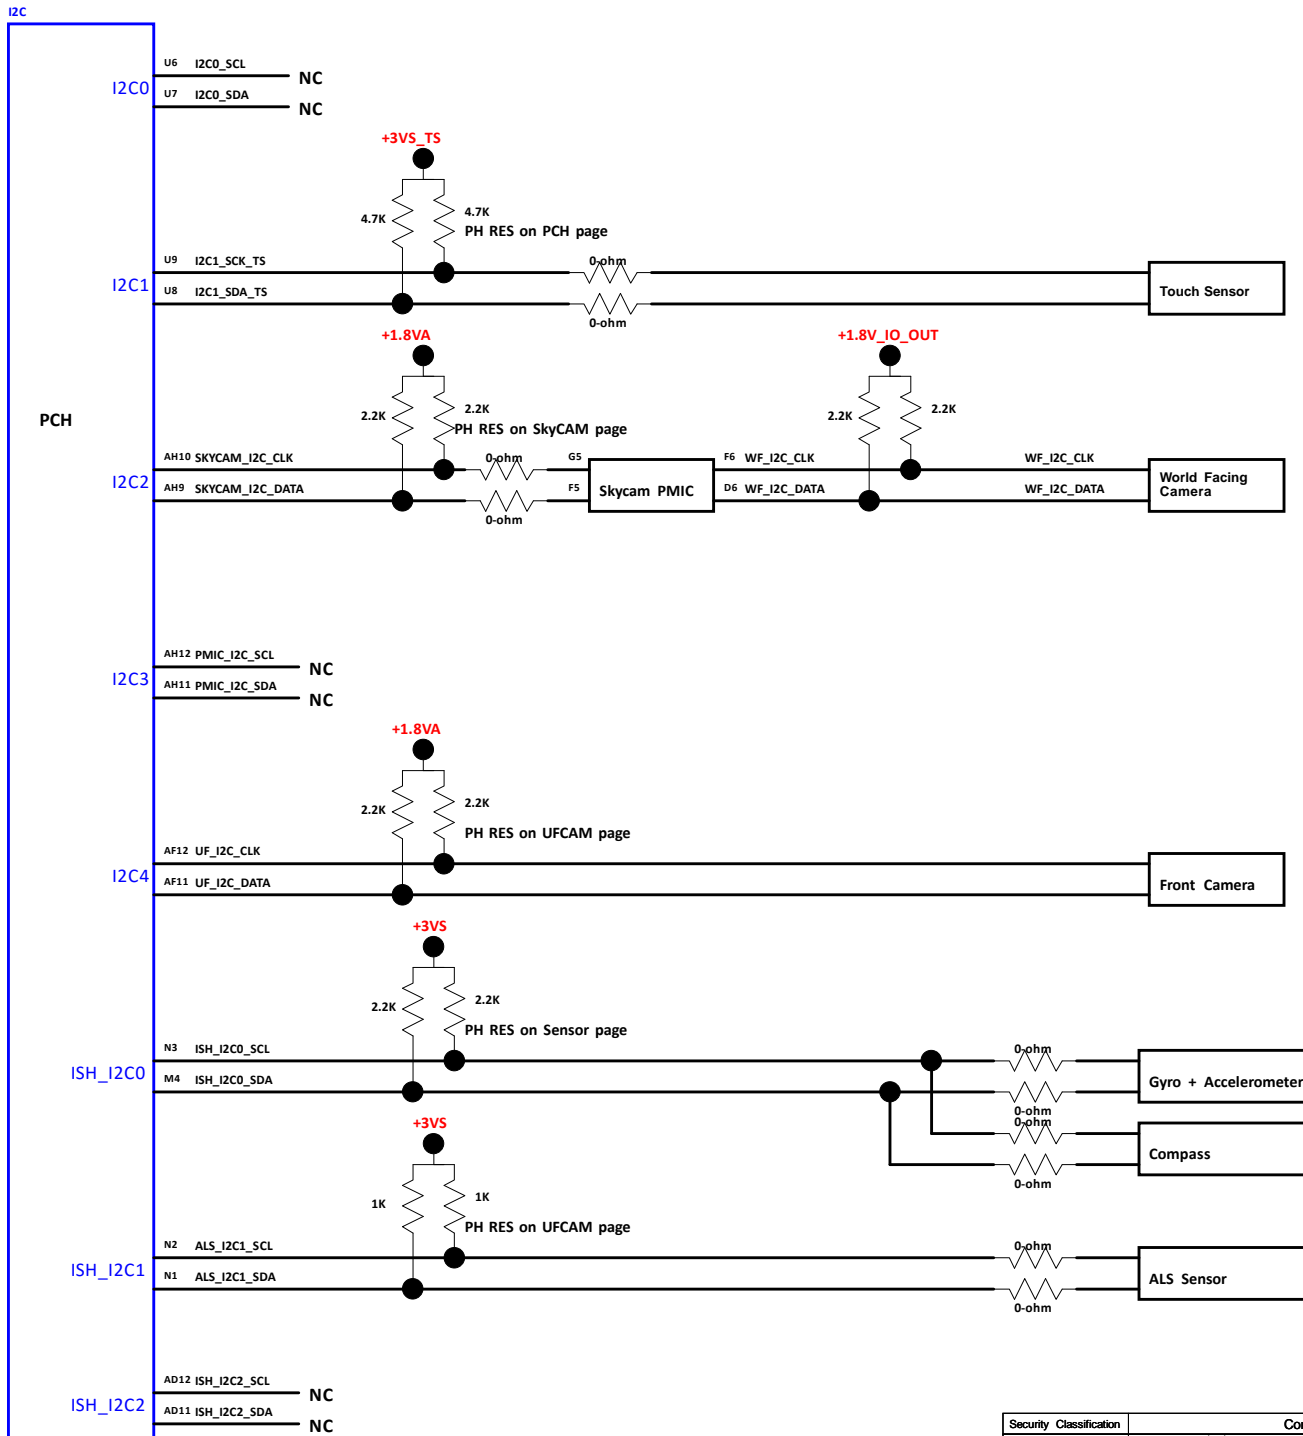 I2C
U6 I2C0_SCL
NC
I2C0
U7 I2C0_SDA
NC
+3VS_TS
4.7K
4.7K
PH RES on PCH page
U9 I2C1_SCK_TS
0-ohm
I2C1
U8 I2C1_SDA_TS
Touch Sensor
0-ohm
+1.8VA
+1.8V_IO_OUT
2.2K
2.2K
2.2K
2.2K
PCH
PH RES on SkyCAM page
AH10 SKYCAM_I2C_CLK
0-ohm
G5
F6 WF_I2C_CLK
WF_I2C_CLK
I2C2
AH9 SKYCAM_I2C_DATA
F5
Skycam PMIC
D6 WF_I2C_DATA
WF_I2C_DATA
World Facing
Camera
0-ohm
AH12 PMIC_I2C_SCL
NC
I2C3
AH11 PMIC_I2C_SDA
NC
+1.8VA
2.2K
2.2K
PH RES on UFCAM page
AF12 UF_I2C_CLK
I2C4
AF11 UF_I2C_DATA
Front Camera
+3VS
2.2K
2.2K
PH RES on Sensor page
N3 ISH_I2C0_SCL
0-ohm
ISH_I2C0
M4 ISH_I2C0_SDA
Gyro + Accelerometer
0-ohm
0-ohm
+3VS
Compass
0-ohm
1K
1K
PH RES on UFCAM page
N2 ALS_I2C1_SCL
0-ohm
ISH_I2C1
N1 ALS_I2C1_SDA
ALS Sensor
0-ohm
AD12 ISH_I2C2_SCL
NC
ISH_I2C2
AD11 ISH_I2C2_SDA
NC
Security Classification